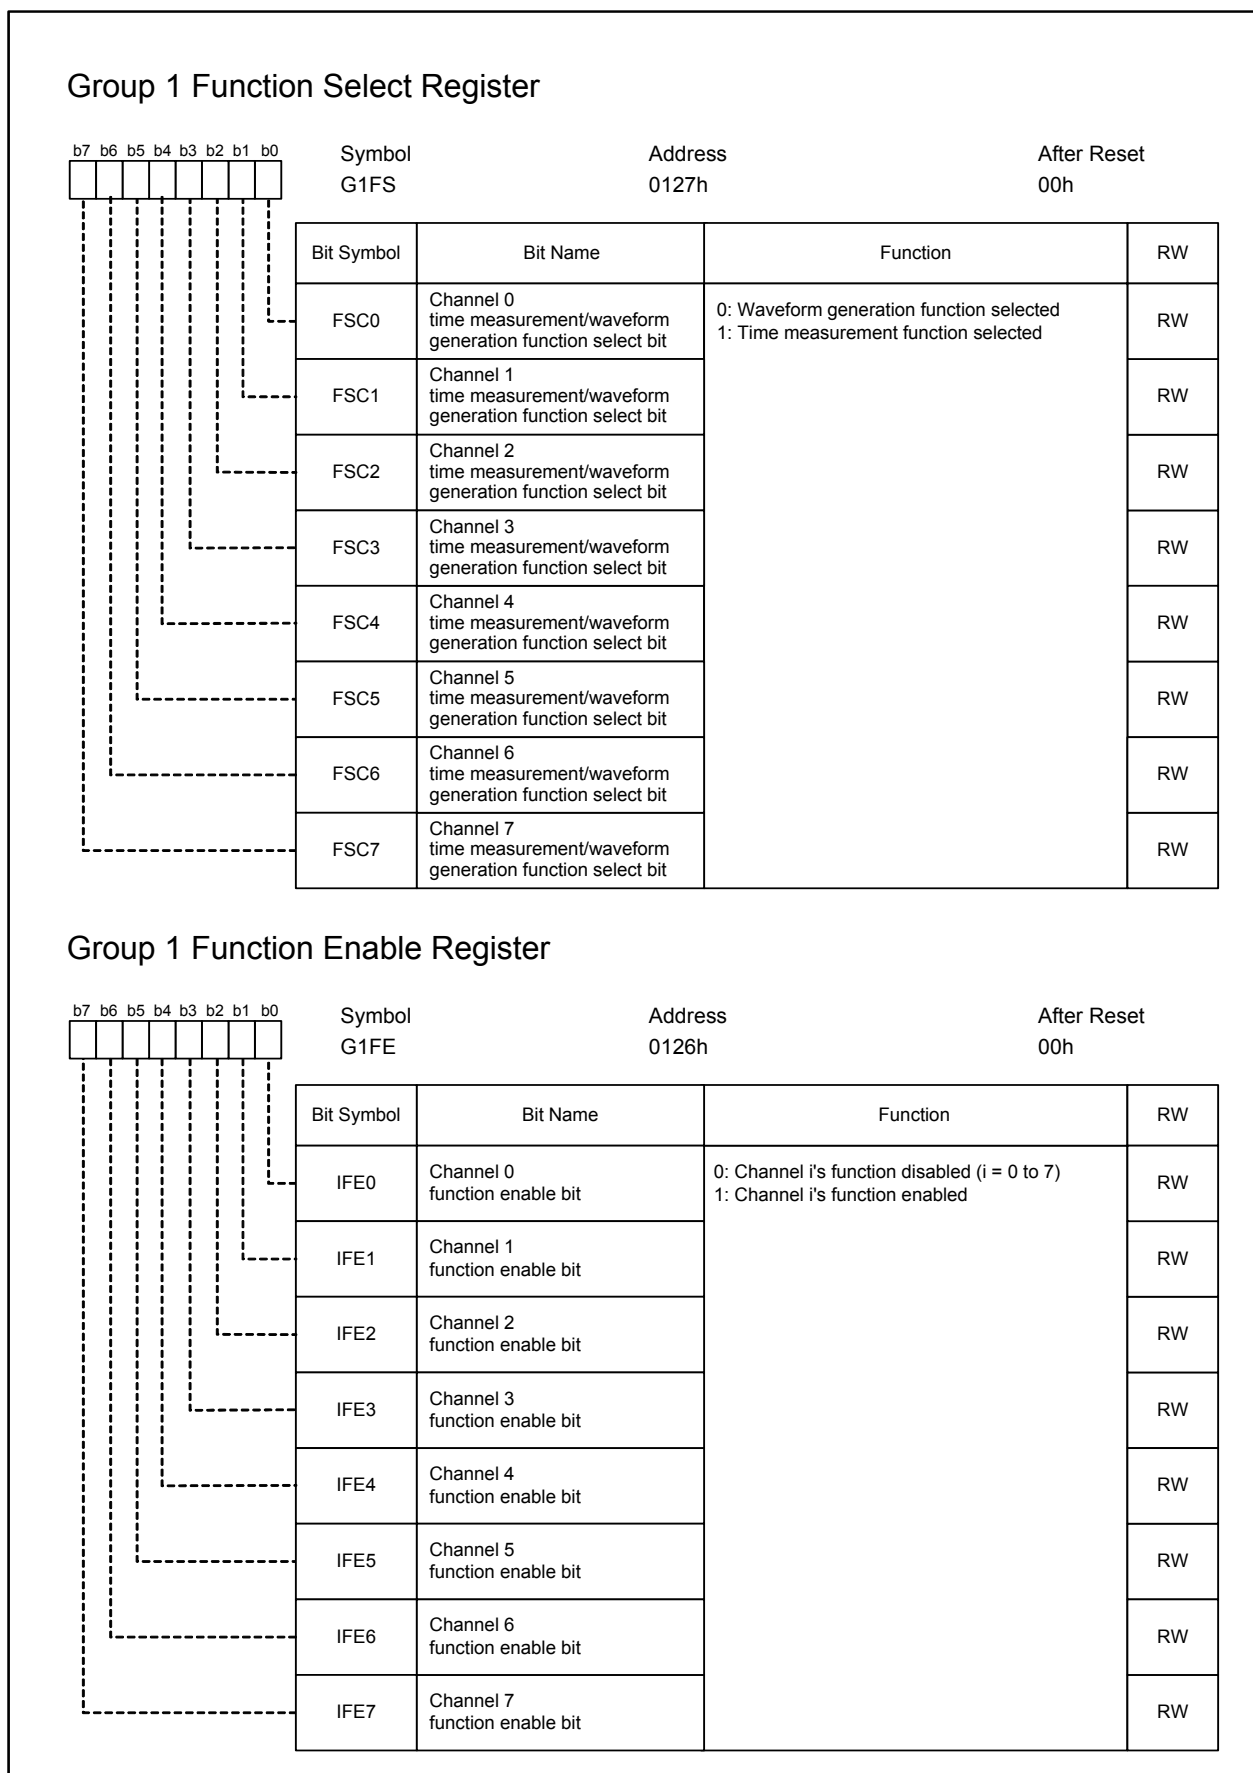 Group 1 Function Select Register
b7 b6 b5 b4 b3 b2 b1 b0
Symbol Address After Reset
G1FS 0127h 00h
Bit Symbol Bit Name Function RW
FSC0 Channel 0
time measurement/waveform
generation function select bit
0: Waveform generation function selected
1: Time measurement function selected
RW
FSC1 Channel 1
time measurement/waveform
generation function select bit
RW
FSC2 Channel 2
time measurement/waveform
generation function select bit
RW
FSC3 Channel 3
time measurement/waveform
generation function select bit
RW
FSC4 Channel 4
time measurement/waveform
generation function select bit
RW
FSC5 Channel 5
time measurement/waveform
generation function select bit
RW
FSC6 Channel 6
time measurement/waveform
generation function select bit
RW
FSC7 Channel 7
time measurement/waveform
generation function select bit
RW
Group 1 Function Enable Register
b7 b6 b5 b4 b3 b2 b1 b0
Symbol Address After Reset
G1FE 0126h 00h
Bit Symbol Bit Name Function RW
IFE0 Channel 0
function enable bit
0: Channel i's function disabled (i = 0 to 7)
1: Channel i's function enabled
RW
IFE1 Channel 1
function enable bit
RW
IFE2 Channel 2
function enable bit
RW
IFE3 Channel 3
function enable bit
RW
IFE4 Channel 4
function enable bit
RW
IFE5 Channel 5
function enable bit
RW
IFE6 Channel 6
function enable bit
RW
IFE7 Channel 7
function enable bit
RW